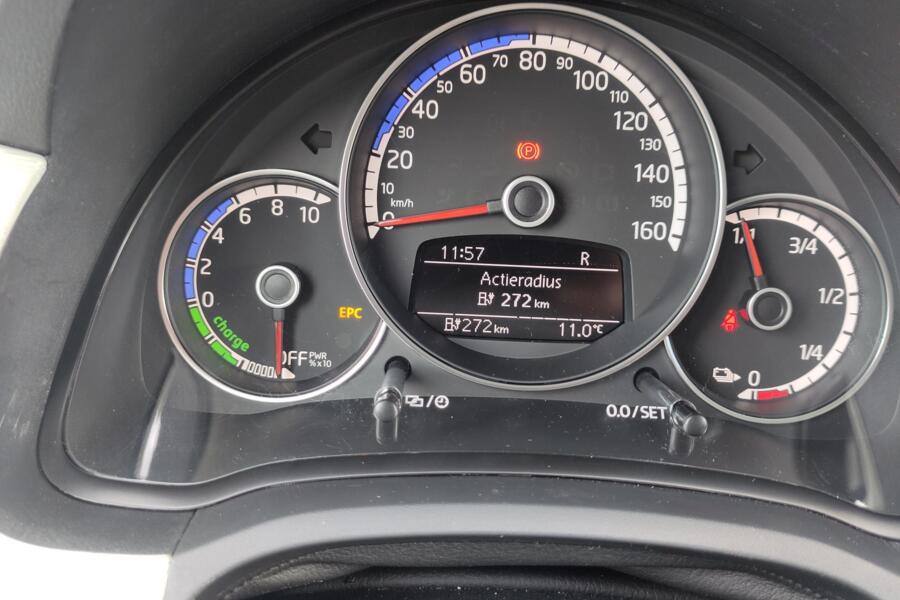 10
20
30
40
50
60
70
80
90
100
110
120
130
140
150
160
0
km/h
P
11:57 R
Actieradius
272 km
272 km 11.0°C
10
8
6
4
2
0
charge
OFF PWR
% x10
EPC
1/1
3/4
1/2
1/4
0
0.0/SET